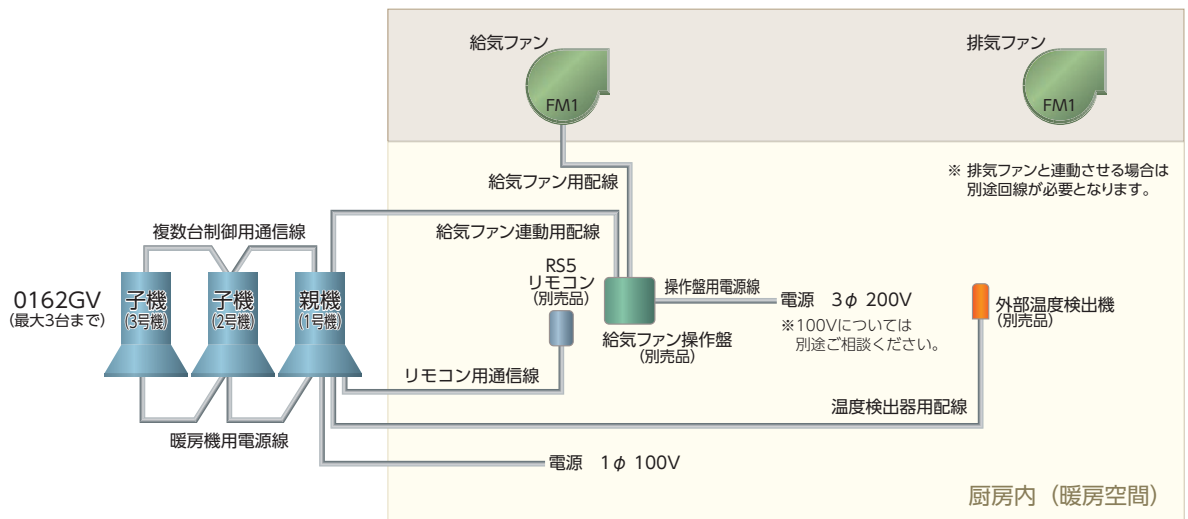 給気ファン
FM1
排気ファン
FM1
※ 排気ファンと連動させる場合は
別途回線が必要となります。
給気ファン用配線
複数台制御用通信線
給気ファン連動用配線
0162GV
(最大3台まで)
子機
(3号機)
子機
(2号機)
親機
(1号機)
RS5
リモコン
(別売品)
操作盤用電源線
電源 3φ 200V
※100Vについては
別途ご相談ください。
給気ファン操作盤
(別売品)
外部温度検出機
(別売品)
リモコン用通信線
温度検出器用配線
暖房機用電源線
電源 1φ 100V
厨房内（暖房空間）